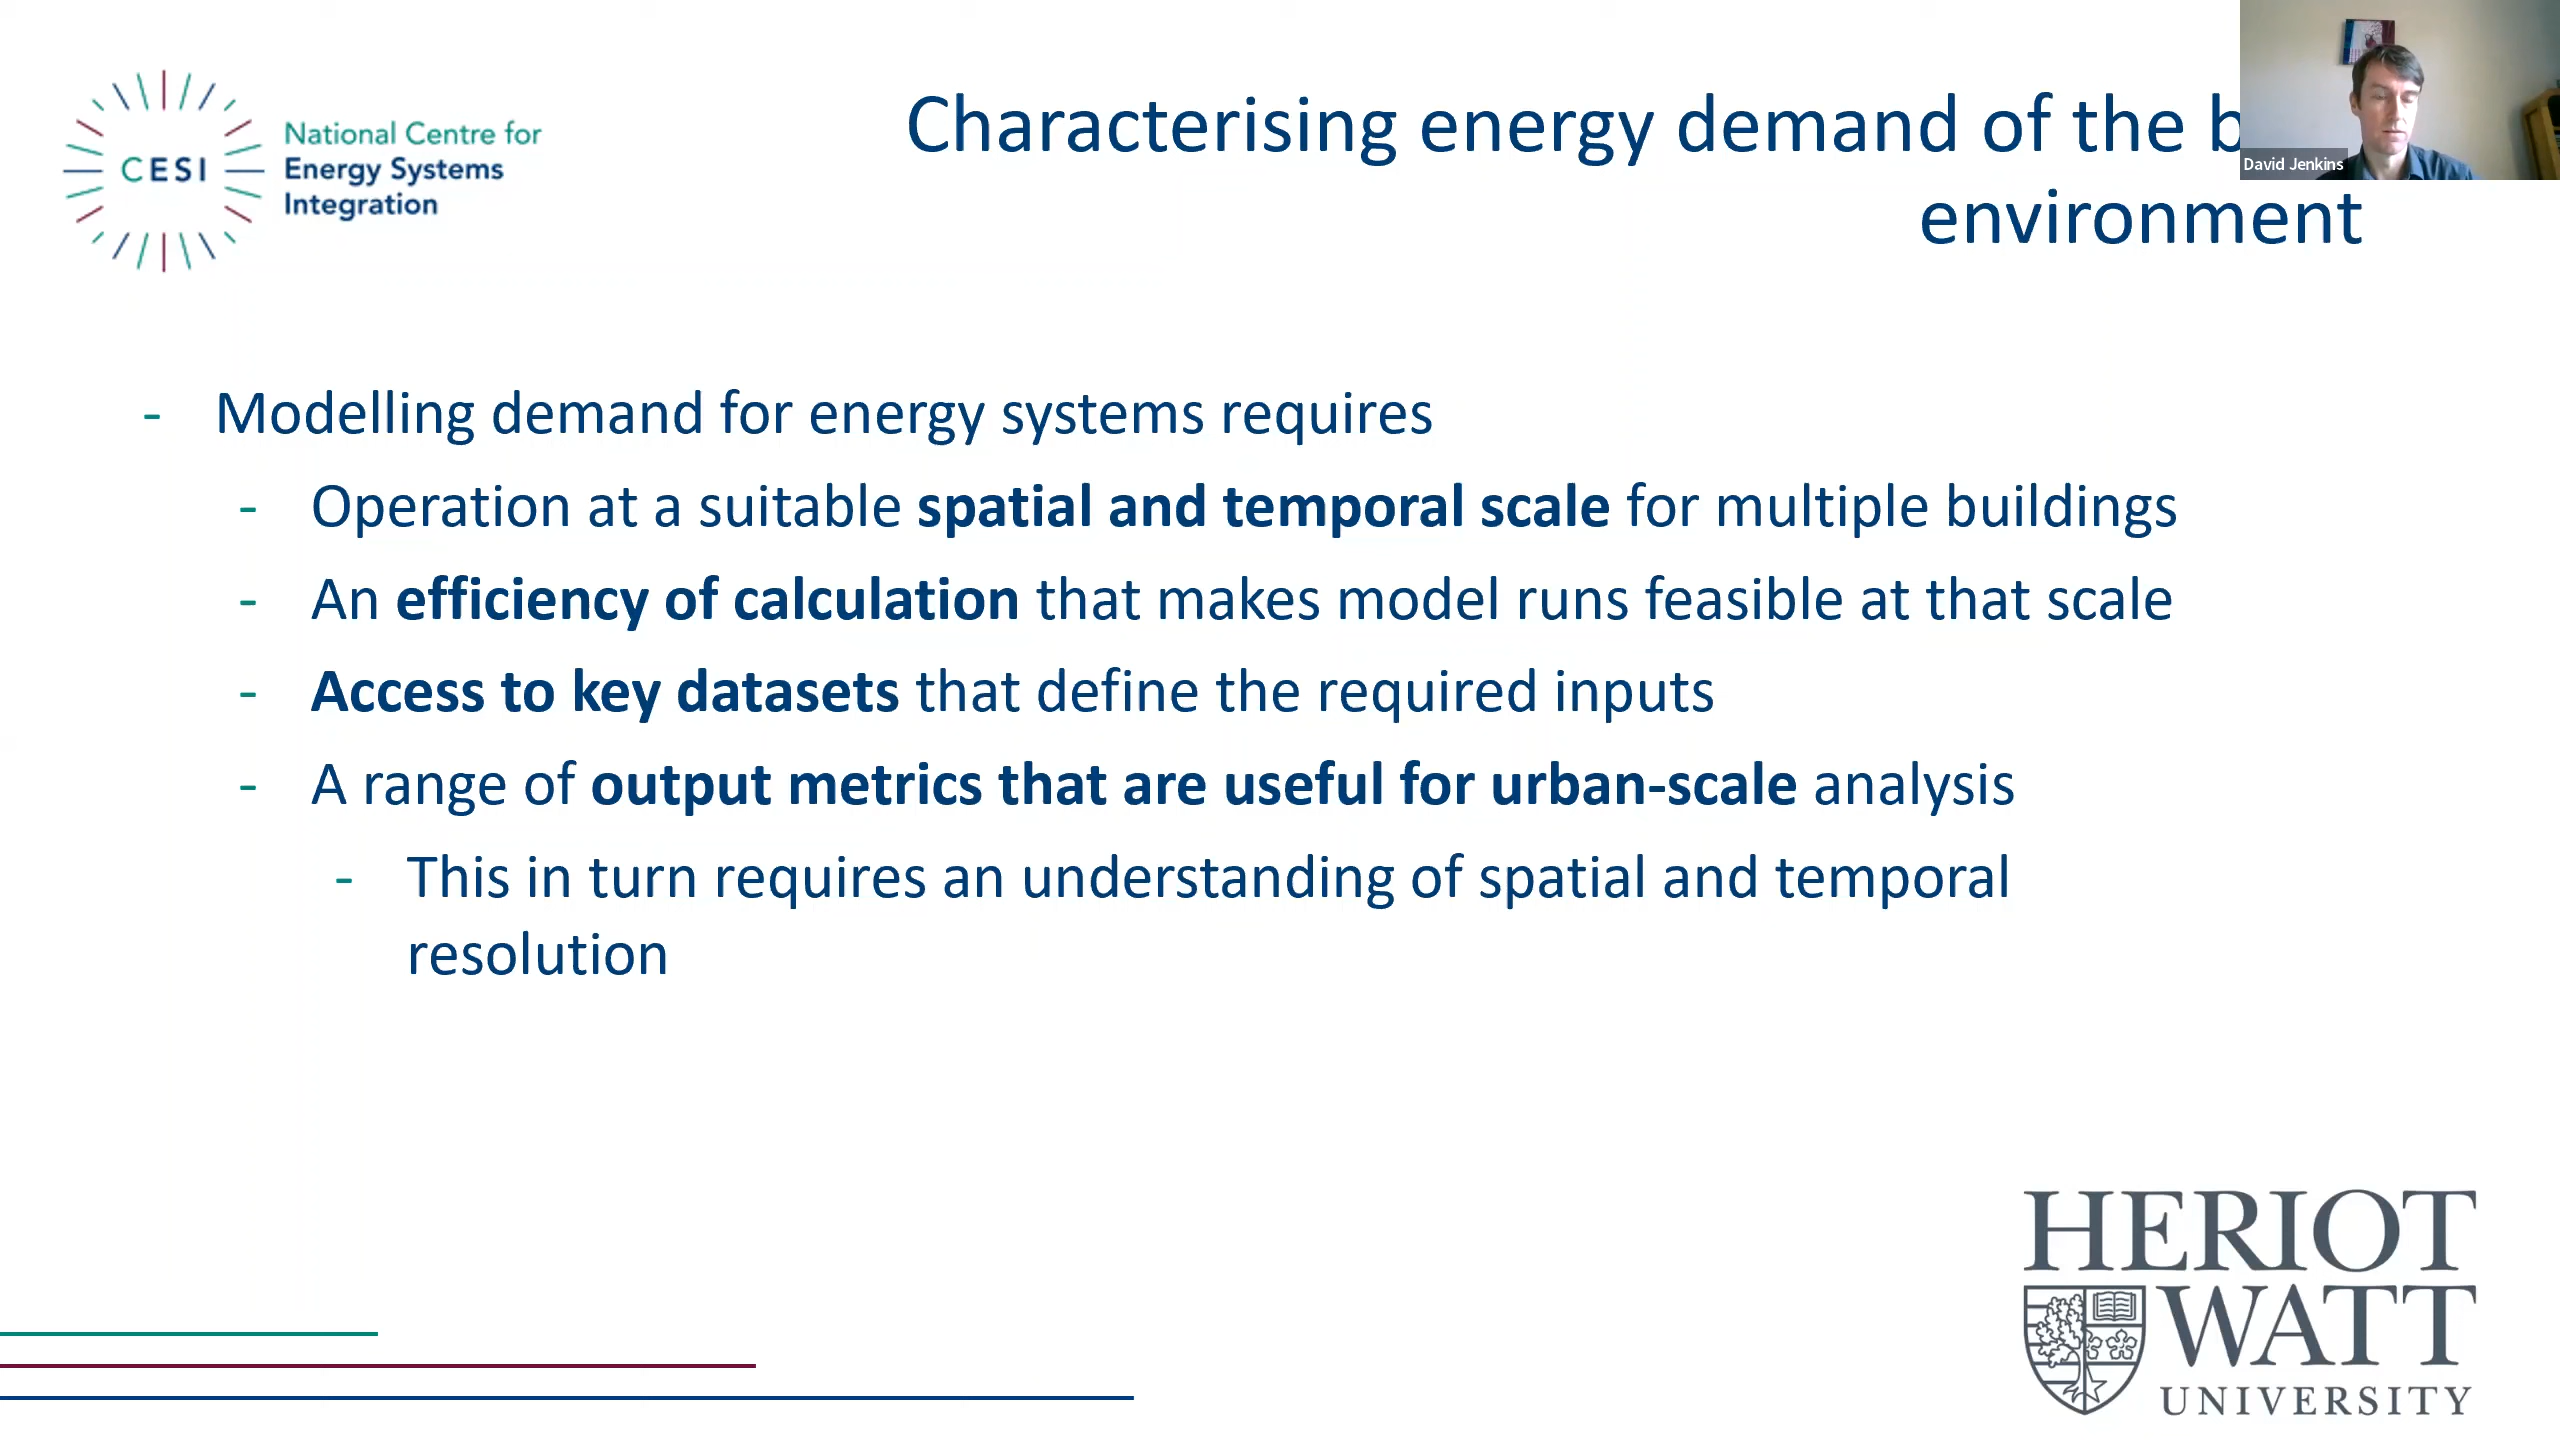 CESI
National Centre for
Energy Systems
Integration
Characterising energy demand of the
environment
David Jenkins
- Modelling demand for energy systems requires
- Operation at a suitable spatial and temporal scale for multiple buildings
- An efficiency of calculation that makes model runs feasible at that scale
- Access to key datasets that define the required inputs
- A range of output metrics that are useful for urban-scale analysis
- This in turn requires an understanding of spatial and temporal
resolution
HERIOT
WATT
UNIVERSITY